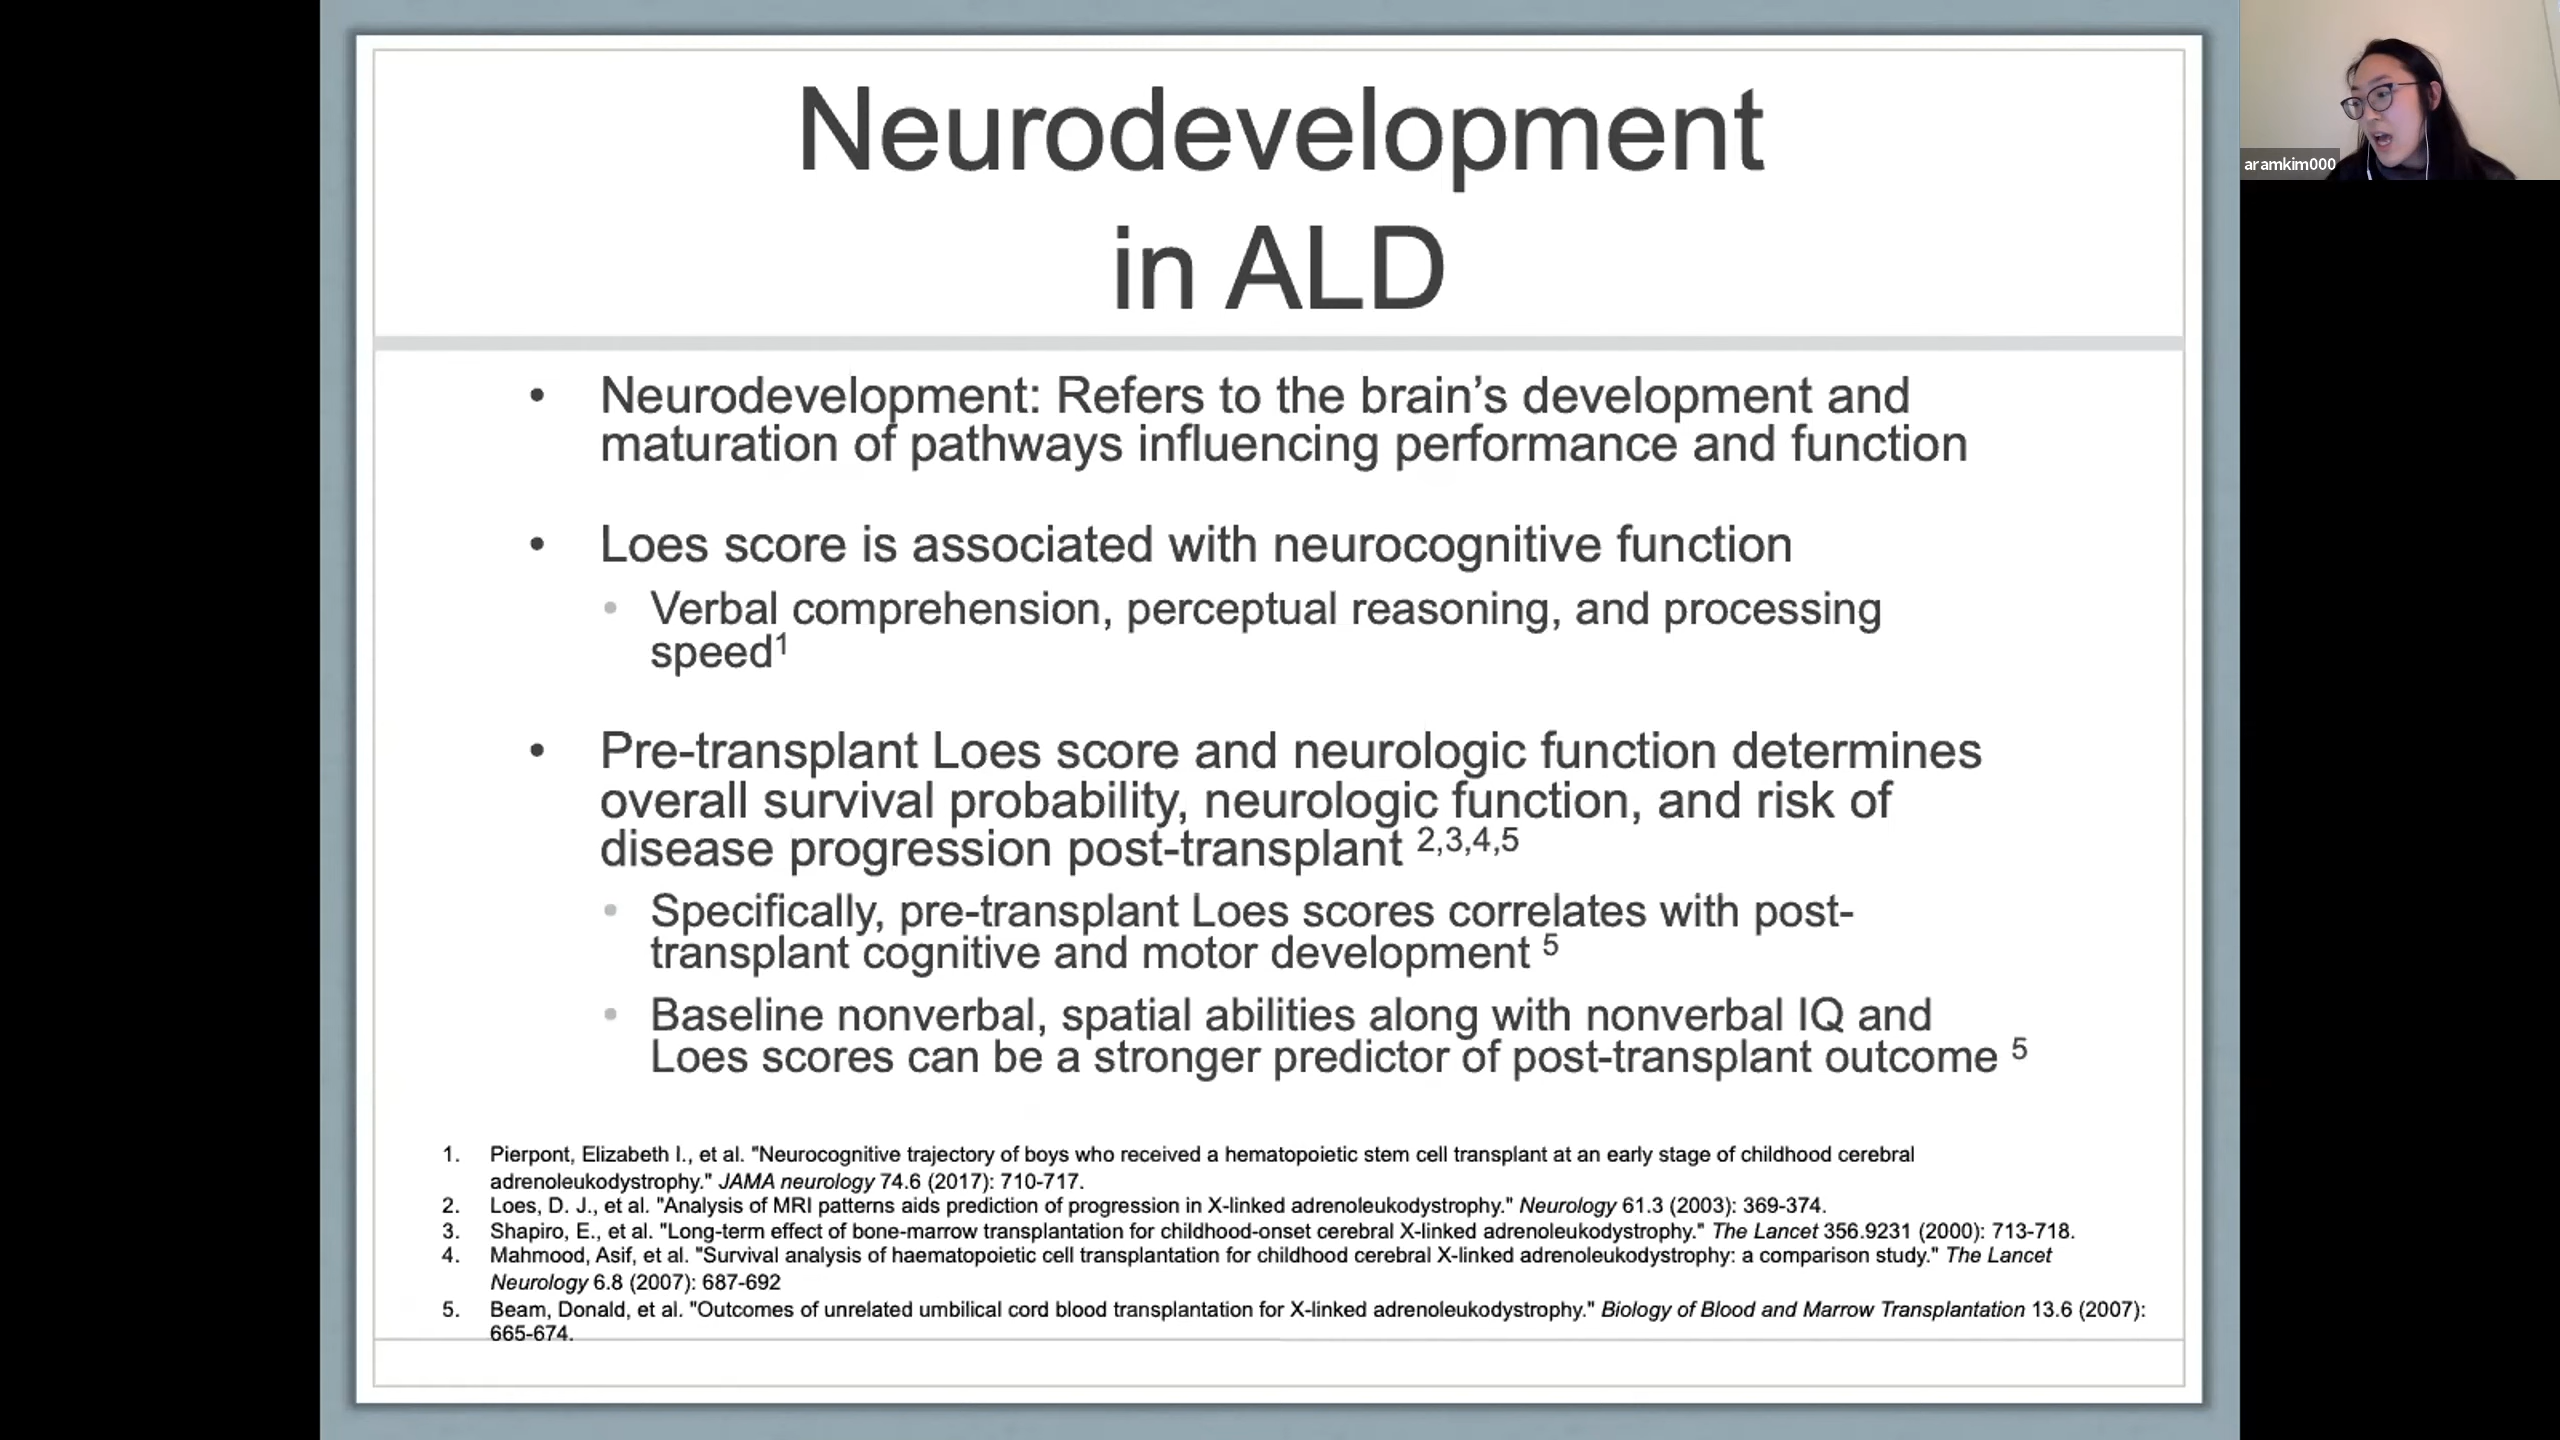 Neurodevelopment
in ALD
• Neurodevelopment: Refers to the brain’s development and
maturation of pathways influencing performance and function
• Loes score is associated with neurocognitive function
• Verbal comprehension, perceptual reasoning, and processing
speed1
• Pre-transplant Loes score and neurologic function determines
overall survival probability, neurologic function, and risk of
disease progression post-transplant 2,3,4,5
• Specifically, pre-transplant Loes scores correlates with post-
transplant cognitive and motor development 5
• Baseline nonverbal, spatial abilities along with nonverbal IQ and
Loes scores can be a stronger predictor of post-transplant outcome 5
1. Pierpont, Elizabeth I., et al. "Neurocognitive trajectory of boys who received a hematopoietic stem cell transplant at an early stage of childhood cerebral
adrenoleukodystrophy." JAMA neurology 74.6 (2017): 710-717.
2. Loes, D. J., et al. "Analysis of MRI patterns aids prediction of progression in X-linked adrenoleukodystrophy." Neurology 61.3 (2003): 369-374.
3. Shapiro, E., et al. "Long-term effect of bone-marrow transplantation for childhood-onset cerebral X-linked adrenoleukodystrophy." The Lancet 356.9231 (2000): 713-718.
4. Mahmood, Asif, et al. "Survival analysis of haematopoietic cell transplantation for childhood cerebral X-linked adrenoleukodystrophy: a comparison study." The Lancet
Neurology 6.8 (2007): 687-692
5. Beam, Donald, et al. "Outcomes of unrelated umbilical cord blood transplantation for X-linked adrenoleukodystrophy." Biology of Blood and Marrow Transplantation 13.6 (2007):
665-674.
aramkim000